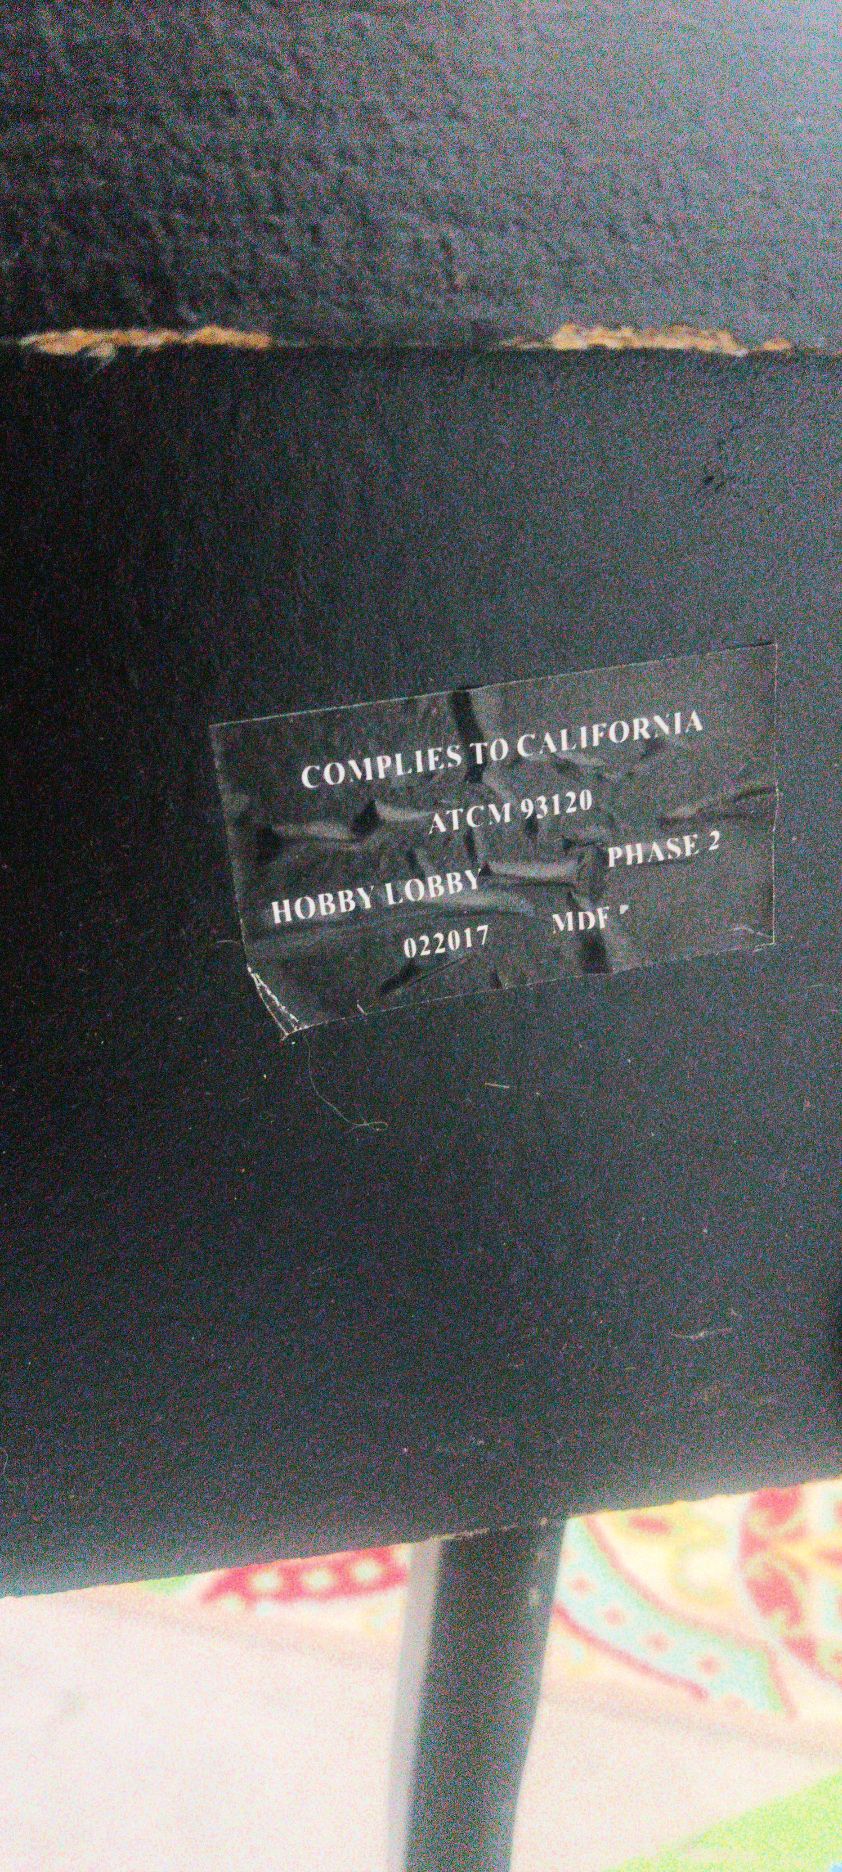 COMPLIES TO CALIFORNIA
ATCM 93120
HOBBY LOBBY PHASE 2
022017 MDF